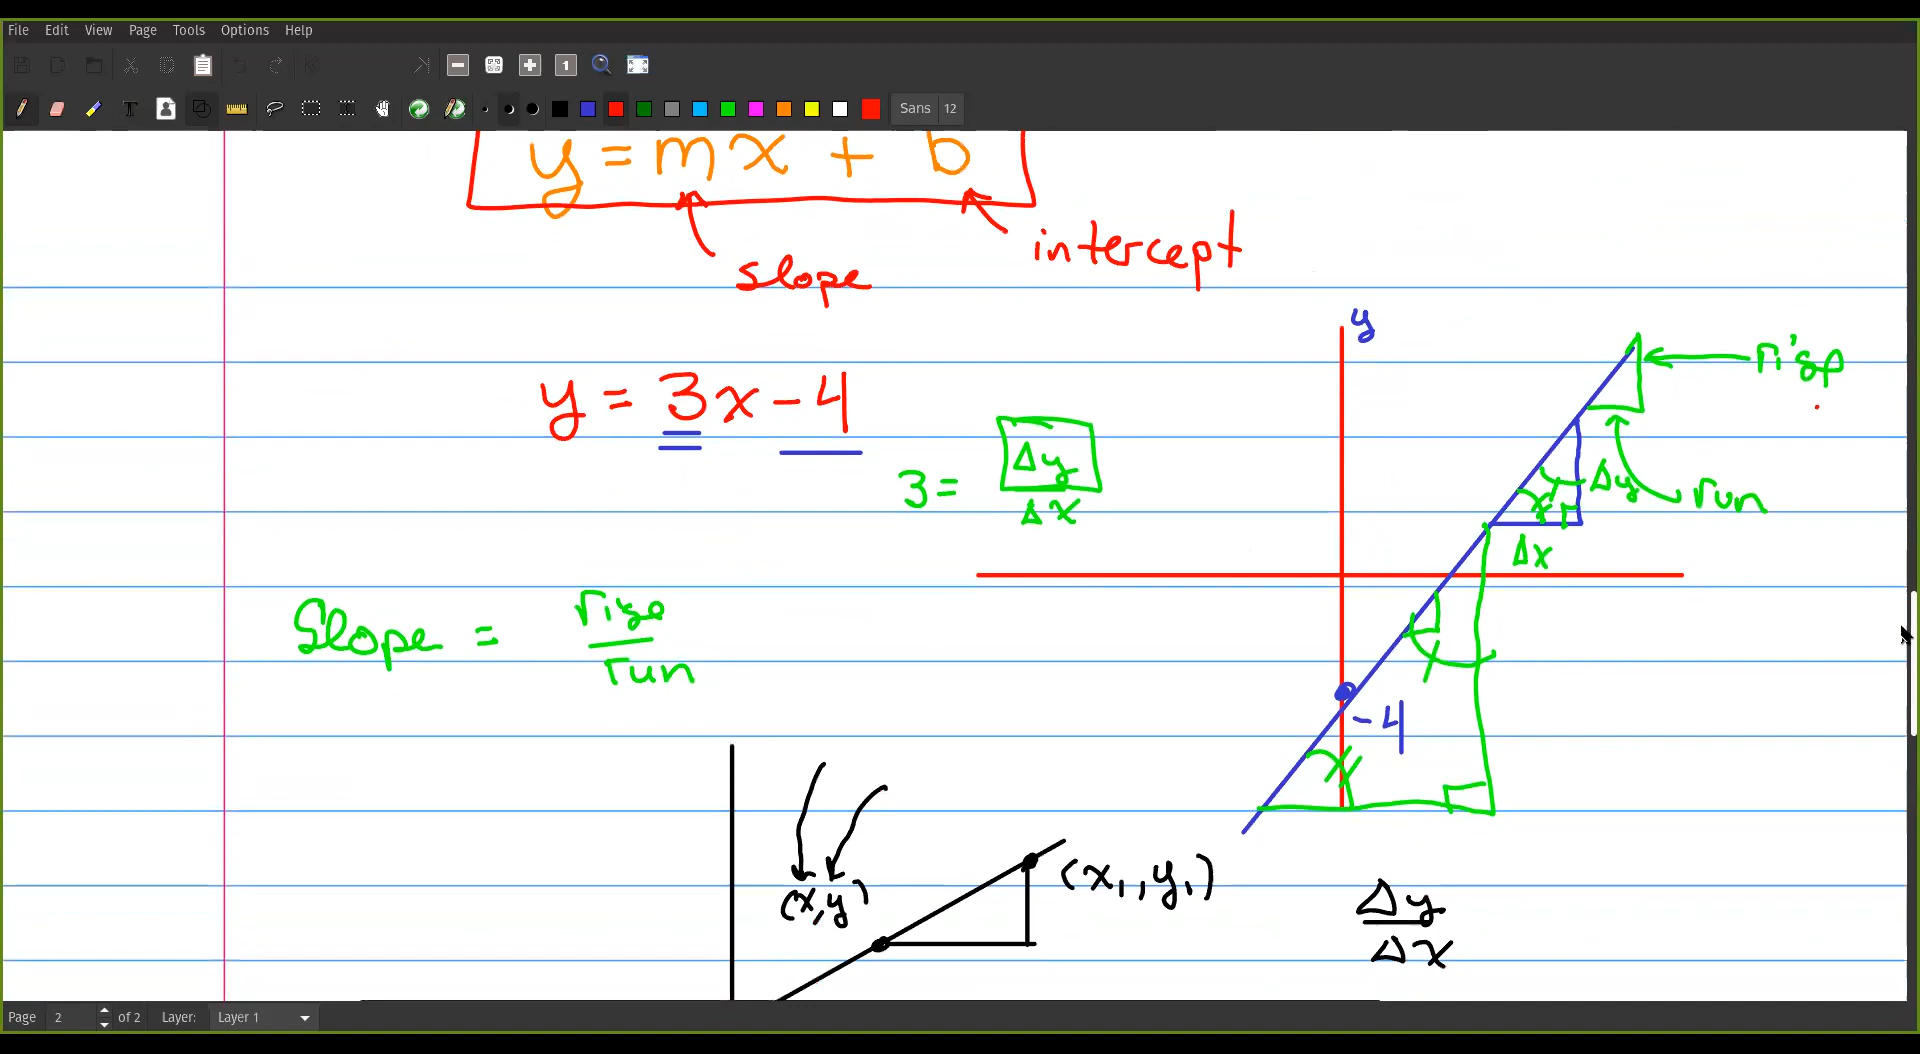 File Edit View Page Tools Options Help
1
T
Sans 12
y = mx + b
slope
intercept
y = 3x - 4
3 = Δy
Δx
y
rise
run
Δy
Δx
Slope = rise
run
-4
(x, y)
(x₁, y₁)
Δy
Δx
Page 2 of 2 Layer: Layer 1